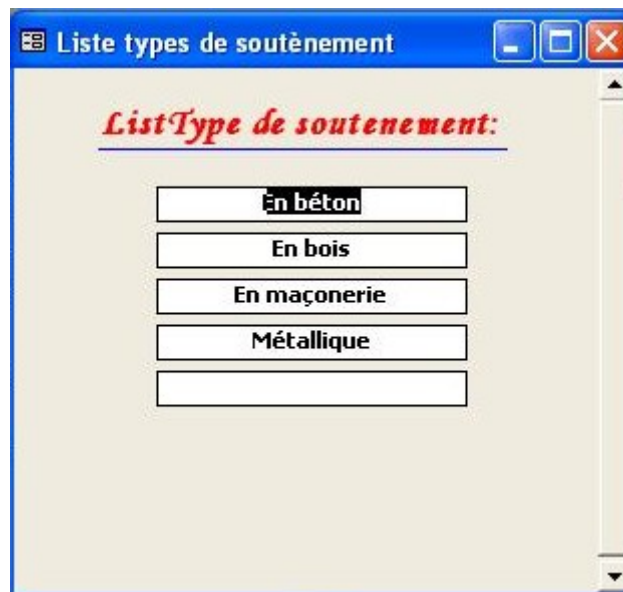 Liste types de soutènement
ListType de soutenement:
En béton
En bois
En maçonerie
Métallique